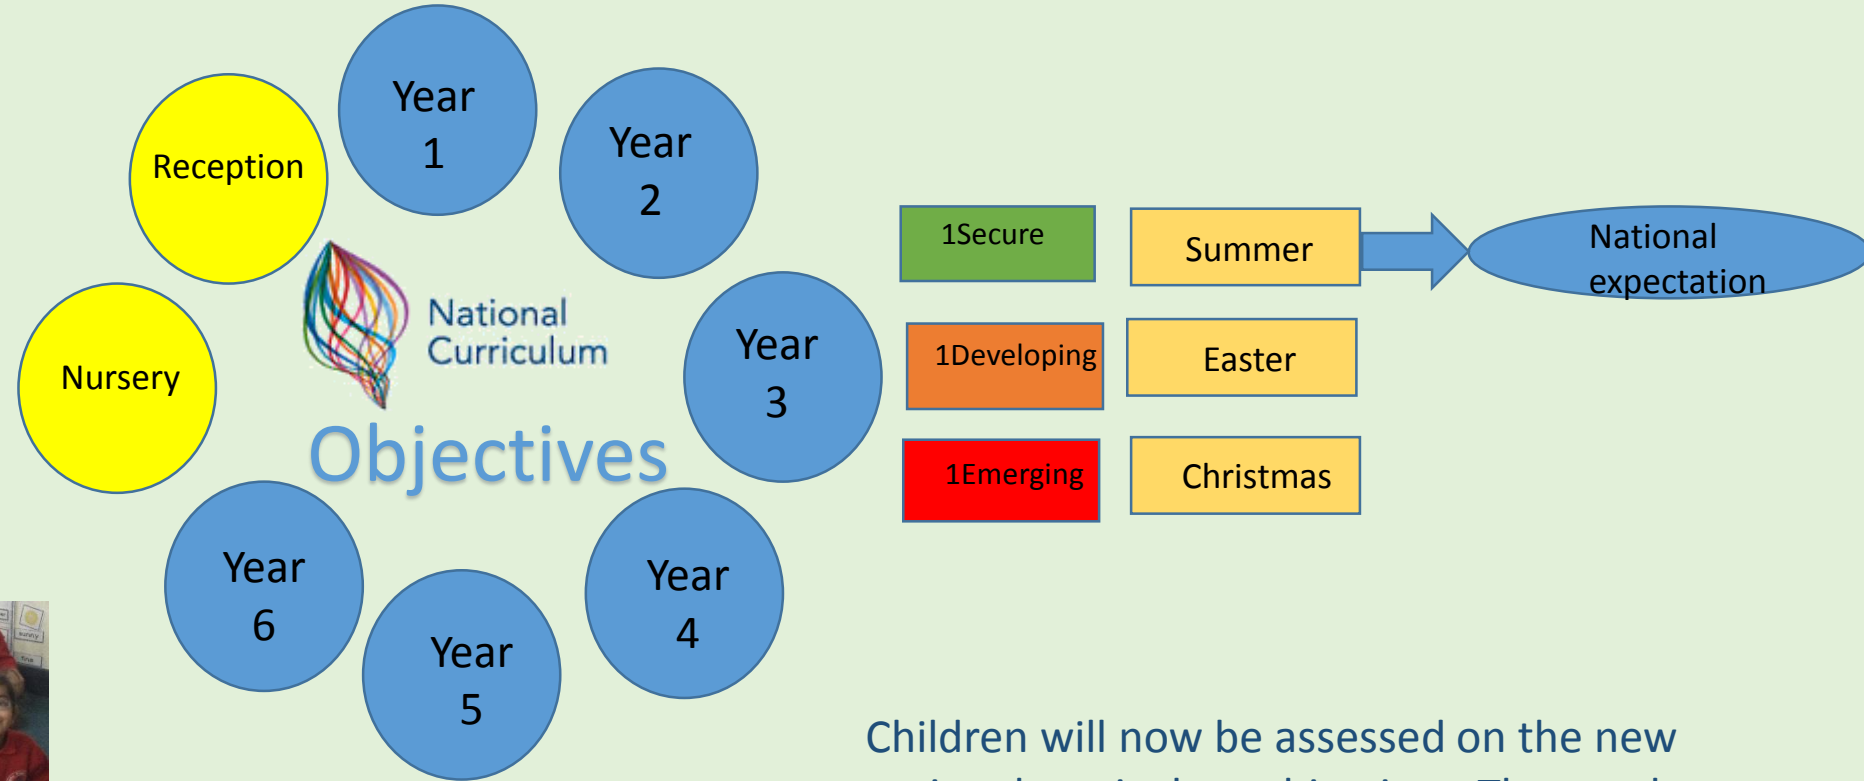 Year
1
Year
2
Reception
Nursery
National
Curriculum
Objectives
Year
3
Year
4
Year
5
Year
6
1Secure
Summer
National
expectation
1Developing
Easter
1Emerging
Christmas
sunny
Children will now be assessed on the new